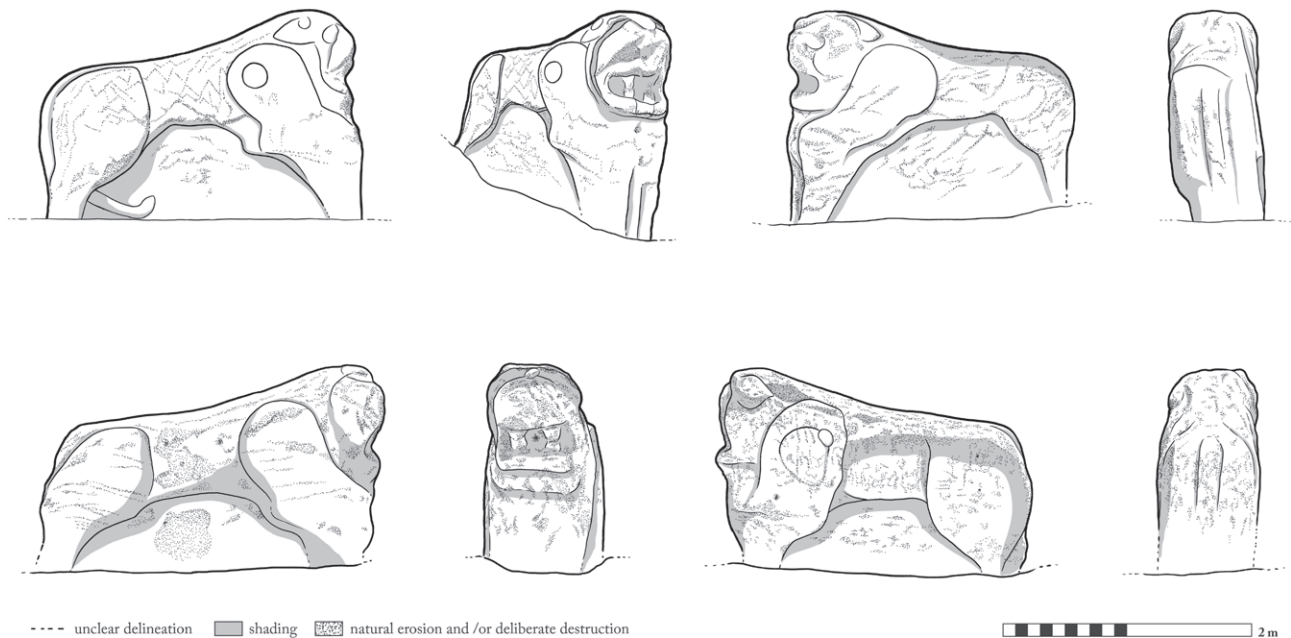 unclear delineation shading natural erosion and /or deliberate destruction 2 m